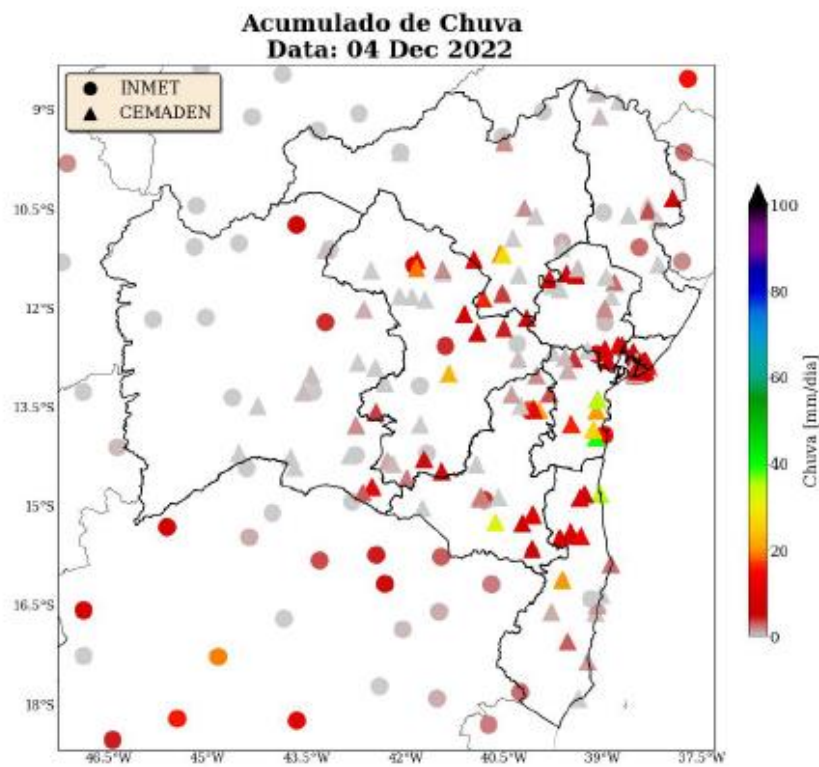 Acumulado de Chuva
Data: 04 Dec 2022
INMET
CEMADEN
9°S
10.5°S
12°S
13.5°S
15°S
16.5°S
18°S
46.5°W
45°W
43.5°W
42°W
40.5°W
39°W
37.5°W
100
80
60
40
20
0
Chuva [mm/dia]